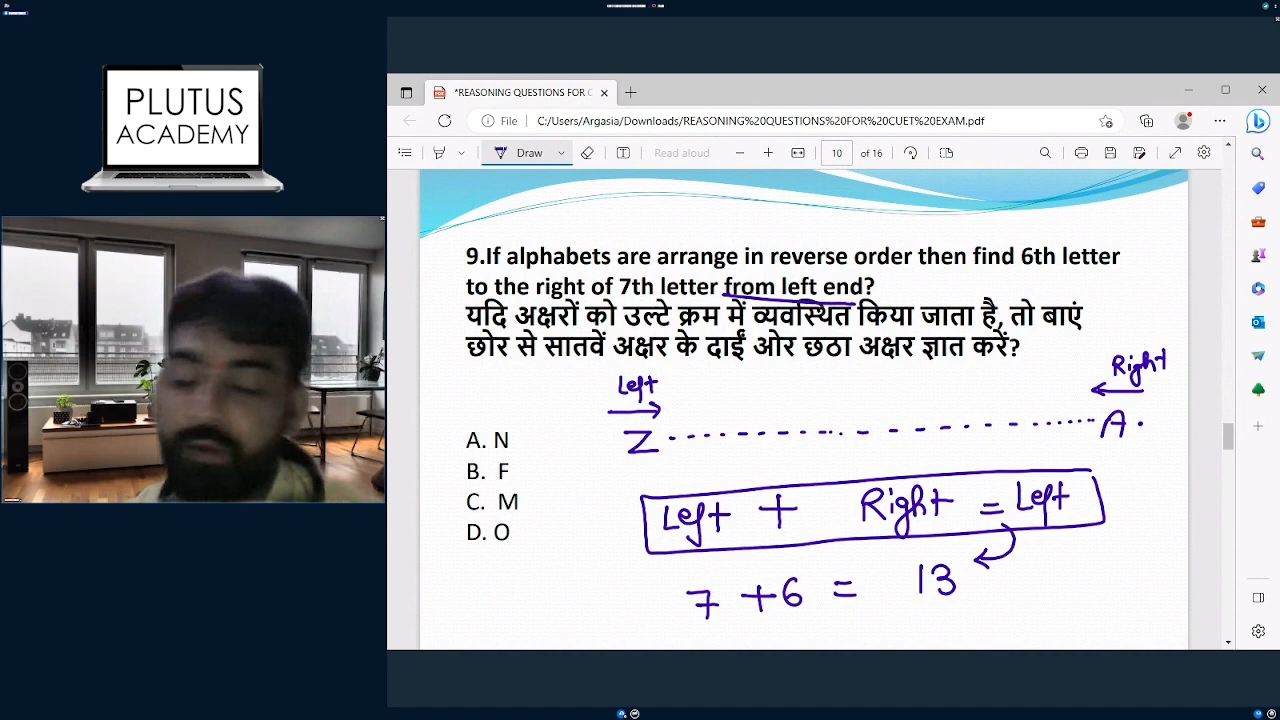 PLUTUS
ACADEMY
*REASONING QUESTIONS FOR C
File
C:/Users/Argasia/Downloads/REASONING%20QUESTIONS%20FOR%20CUET%20EXAM.pdf
Draw
Read aloud
10
of 16
9.If alphabets are arrange in reverse order then find 6th letter
to the right of 7th letter from left end?
यदि अक्षरों को उल्टे क्रम में व्यवस्थित किया जाता है, तो बाएं
छोर से सातवें अक्षर के दाईं ओर छठा अक्षर ज्ञात करें?
Left
Right
Z A
A. N
B. F
C. M
D. O
Left + Right = Left
7 + 6 = 13